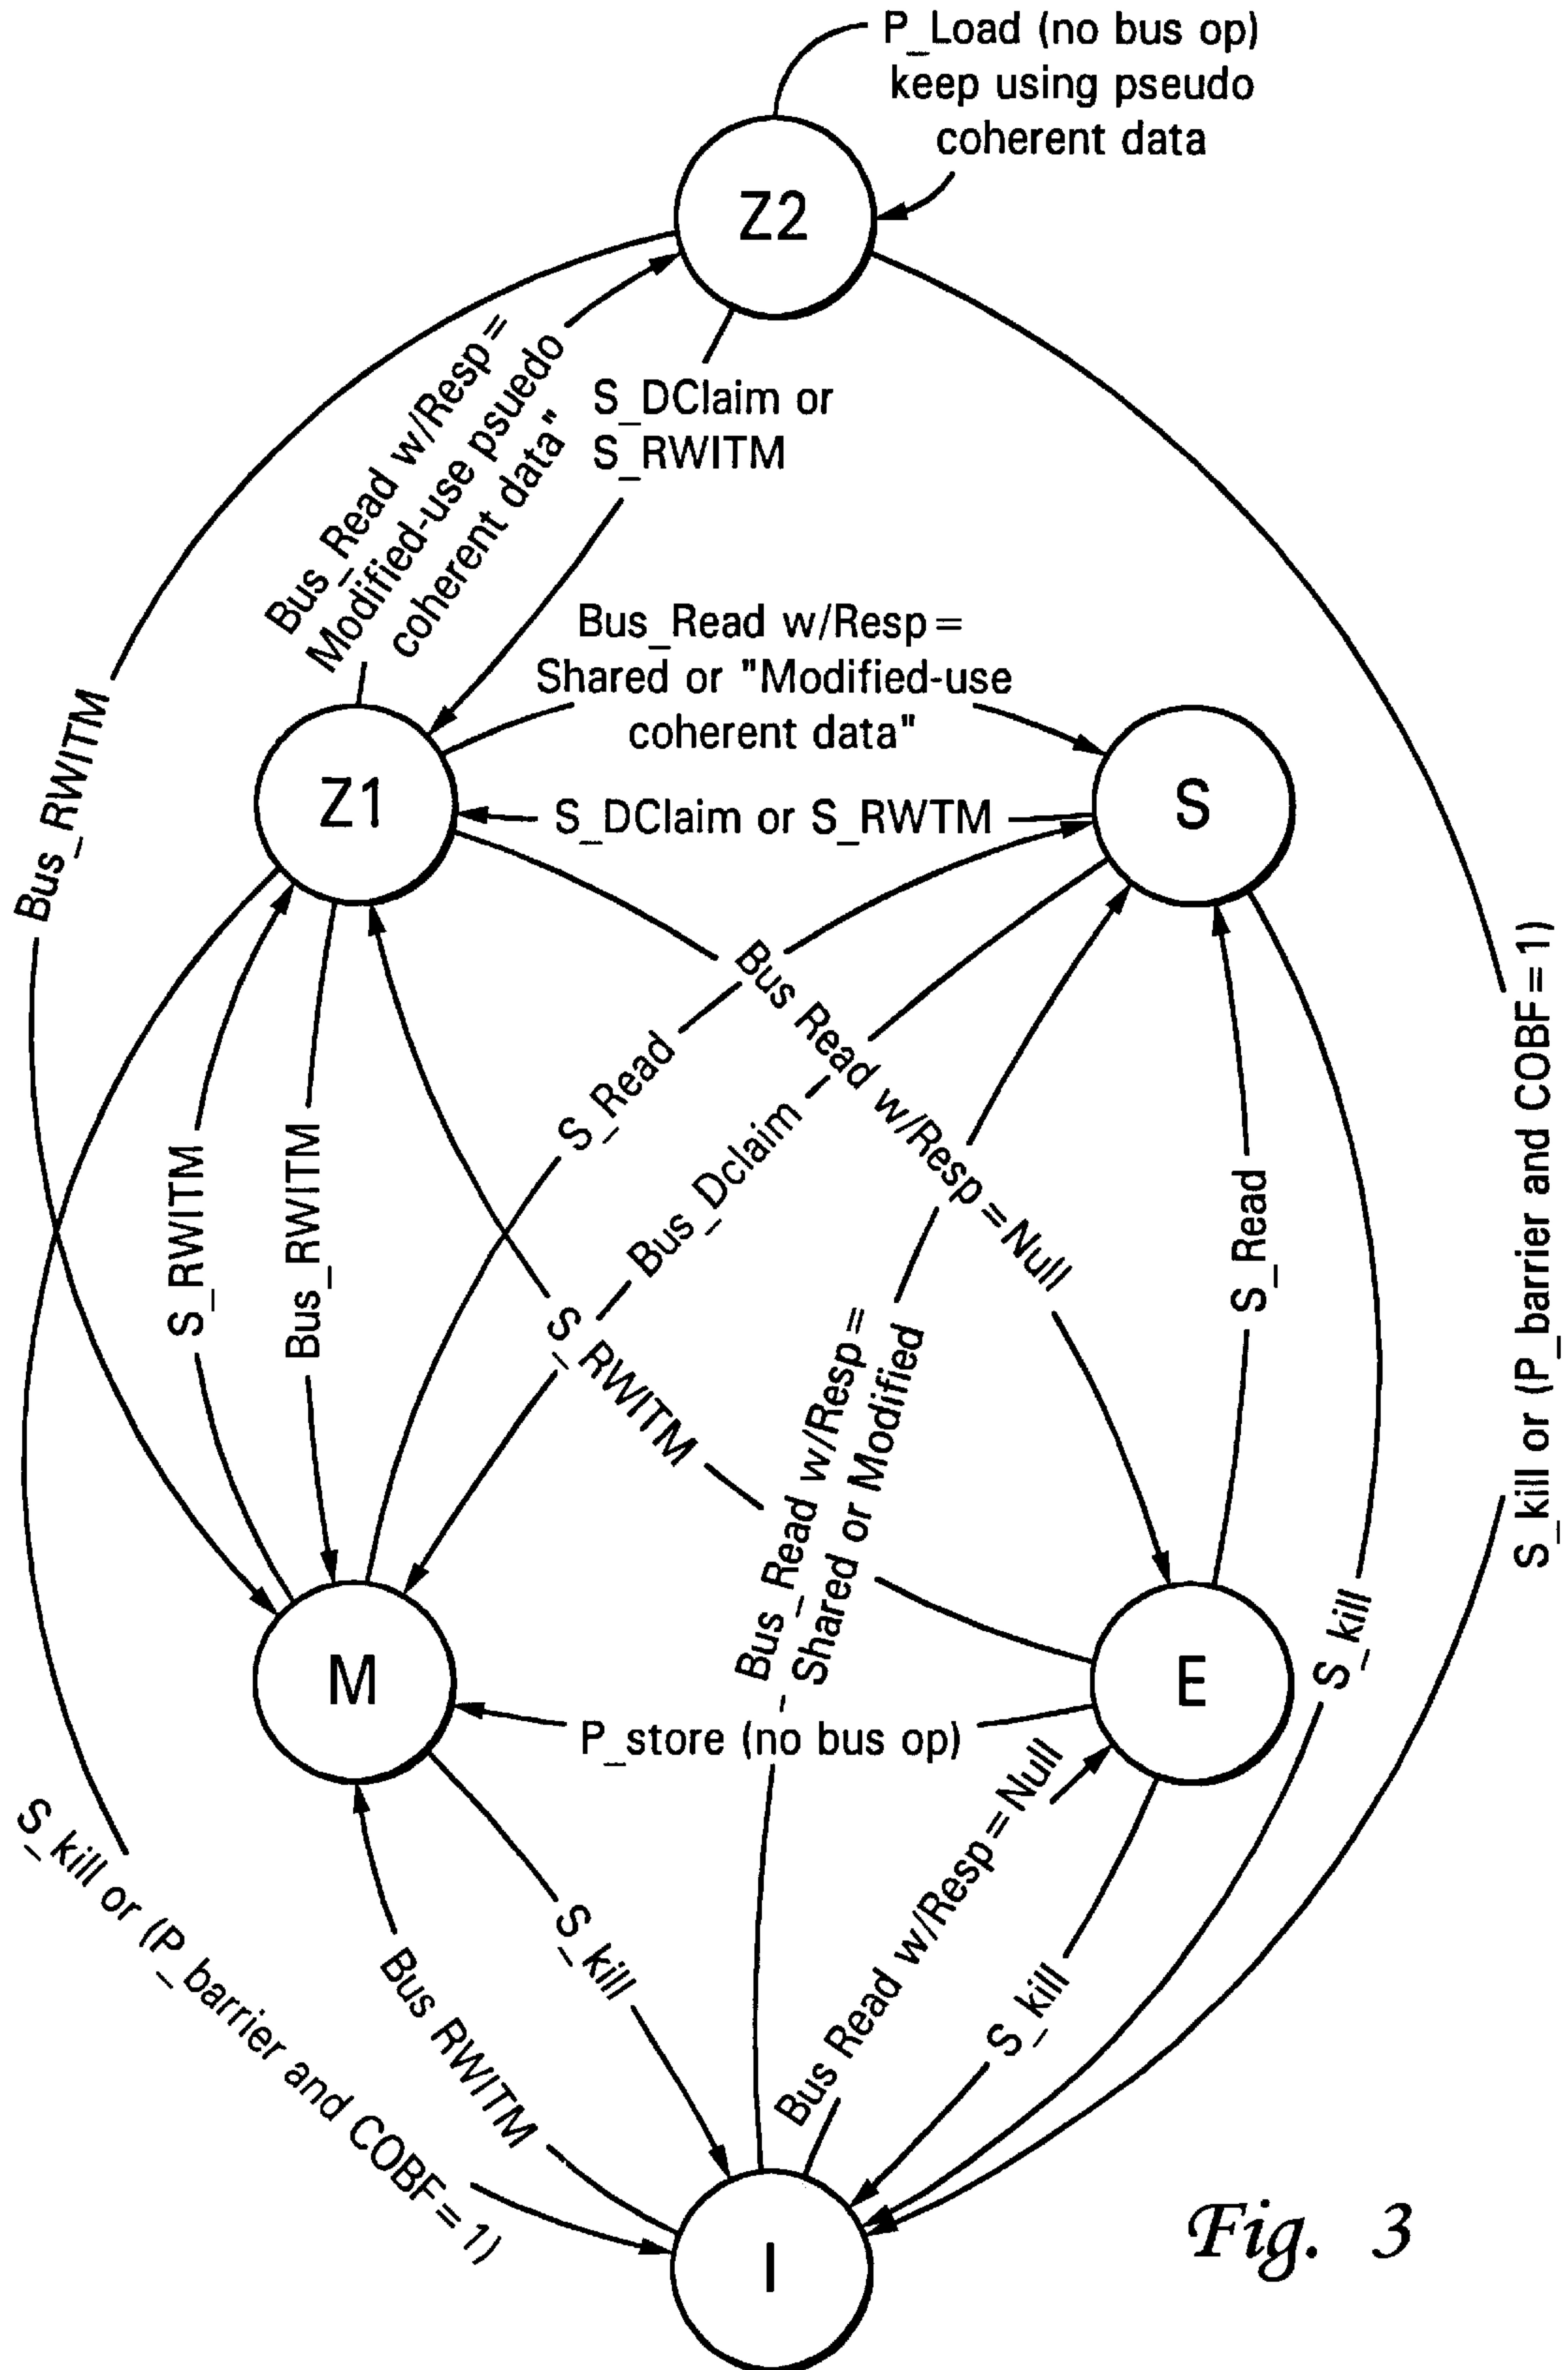 P_Load (no bus op)
keep using pseudo
coherent data
Z2
Bus_Read w/Resp=
Modified-use psuedo
coherent data"
S_DClaim or
S_RWITM
Bus_Read w/Resp=
Shared or "Modified-use
coherent data"
Bus_RWITM
Z1
S_DClaim or S_RWTM
S
S_Read
Bus Read w/Resp=Null
Bus_Dclaim
S_RWITM
Bus_RWITM
S_RWITM
S_Read
S_kill or (P_barrier and COBF=1)
Bus_Read w/Resp=
Shared or Modified
S_kill
M
E
P_store (no bus op)
S_kill or (P_barrier and COBF=1)
Bus RWITM
S_kill
Bus Read w/Resp=Null
S_kill
I
Fig. 3